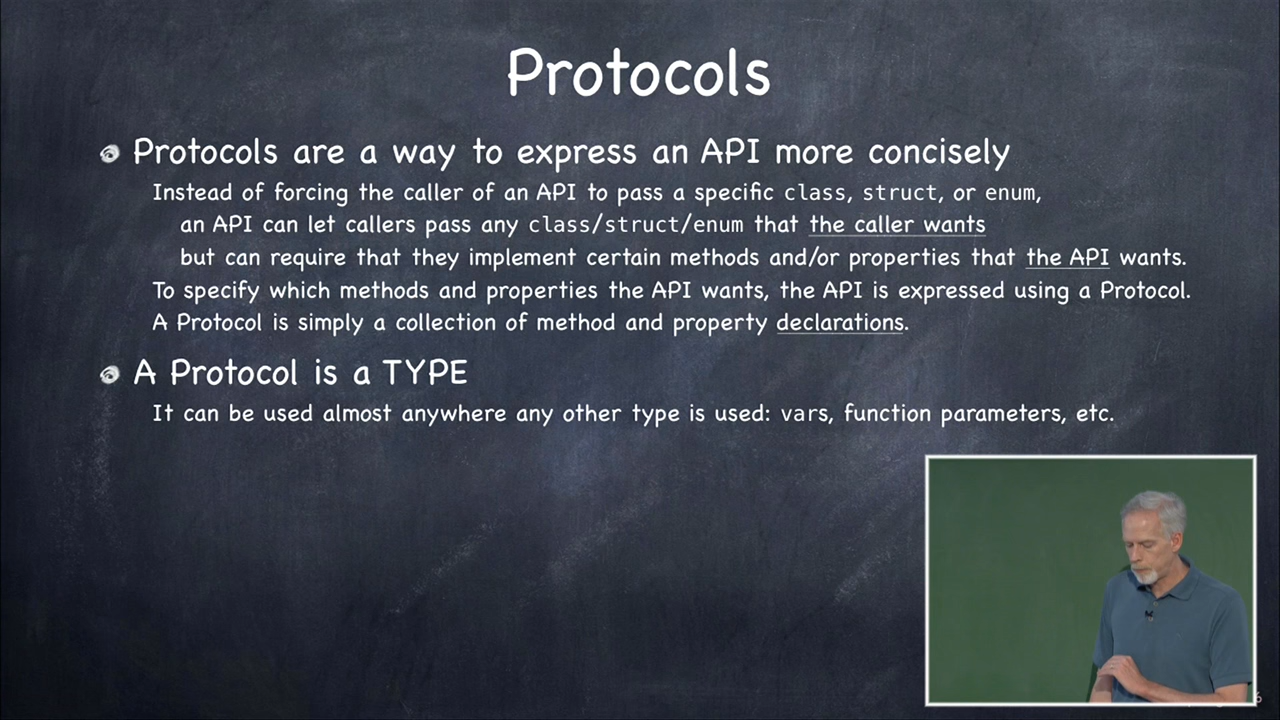 Protocols
Protocols are a way to express an API more concisely
Instead of forcing the caller of an API to pass a specific class, struct, or enum,
an API can let callers pass any class/struct/enum that the caller wants
but can require that they implement certain methods and/or properties that the API wants.
To specify which methods and properties the API wants, the API is expressed using a Protocol.
A Protocol is simply a collection of method and property declarations.
A Protocol is a TYPE
It can be used almost anywhere any other type is used: vars, function parameters, etc.